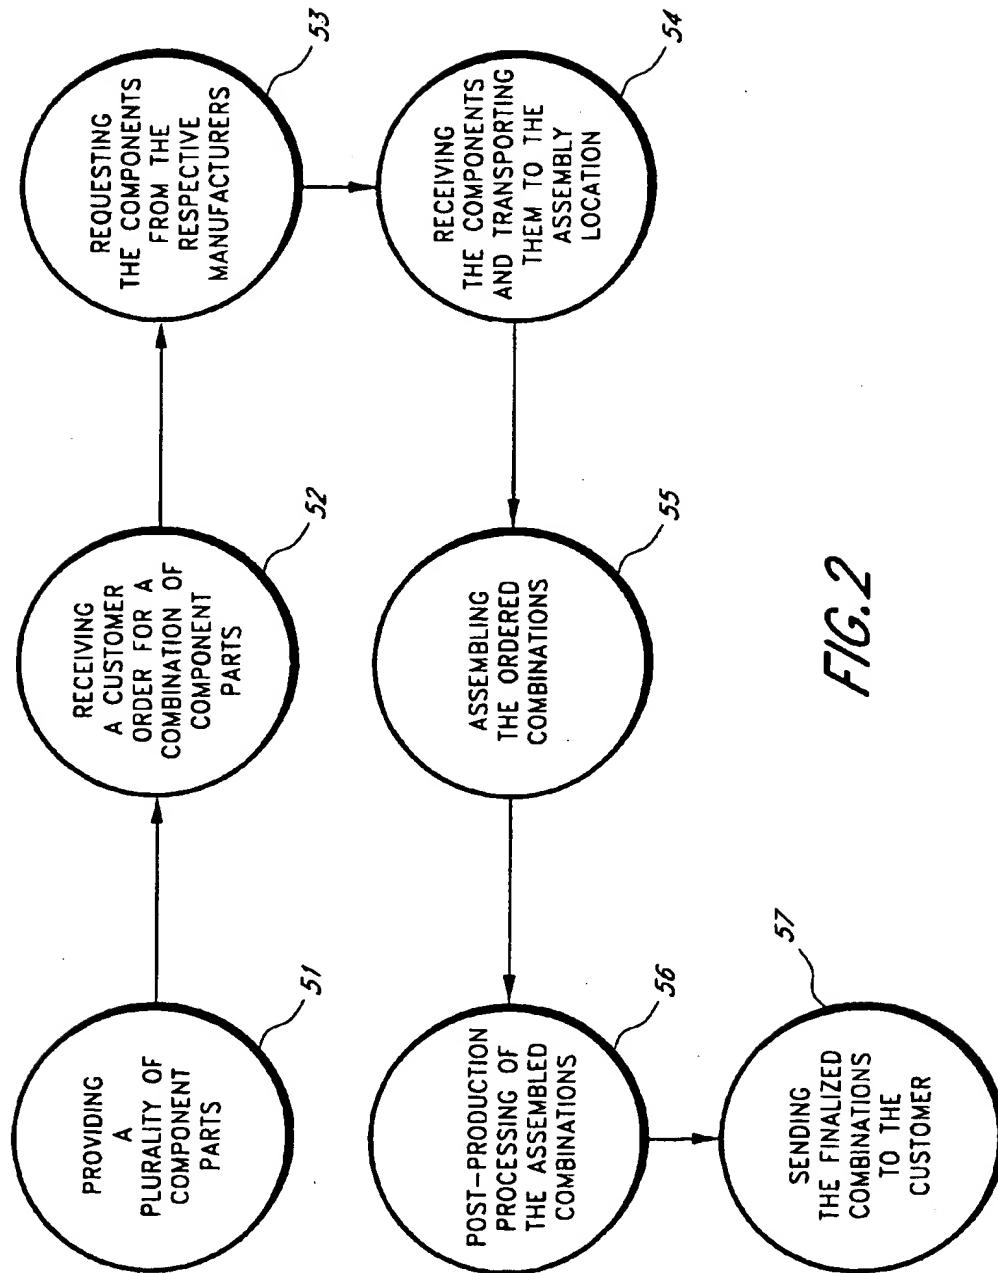 PROVIDING
A
PLURALITY OF
COMPONENT
PARTS
51
RECEIVING
A CUSTOMER
ORDER FOR A
COMBINATION OF
COMPONENT
PARTS
52
REQUESTING
THE COMPONENTS
FROM THE
RESPECTIVE
MANUFACTURERS
53
RECEIVING
THE COMPONENTS
AND TRANSPORTING
THEM TO THE
ASSEMBLY
LOCATION
54
ASSEMBLING
THE ORDERED
COMBINATIONS
55
POST-PRODUCTION
PROCESSING OF
THE ASSEMBLED
COMBINATIONS
56
SENDING
THE FINALIZED
COMBINATIONS
TO THE
CUSTOMER
57
FIG. 2